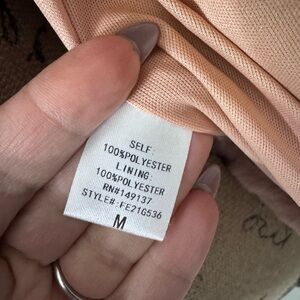 SELF:
100%POLYESTER
LINING:
100%POLYESTER
RN#149137
STYLE#:FE21G536
M